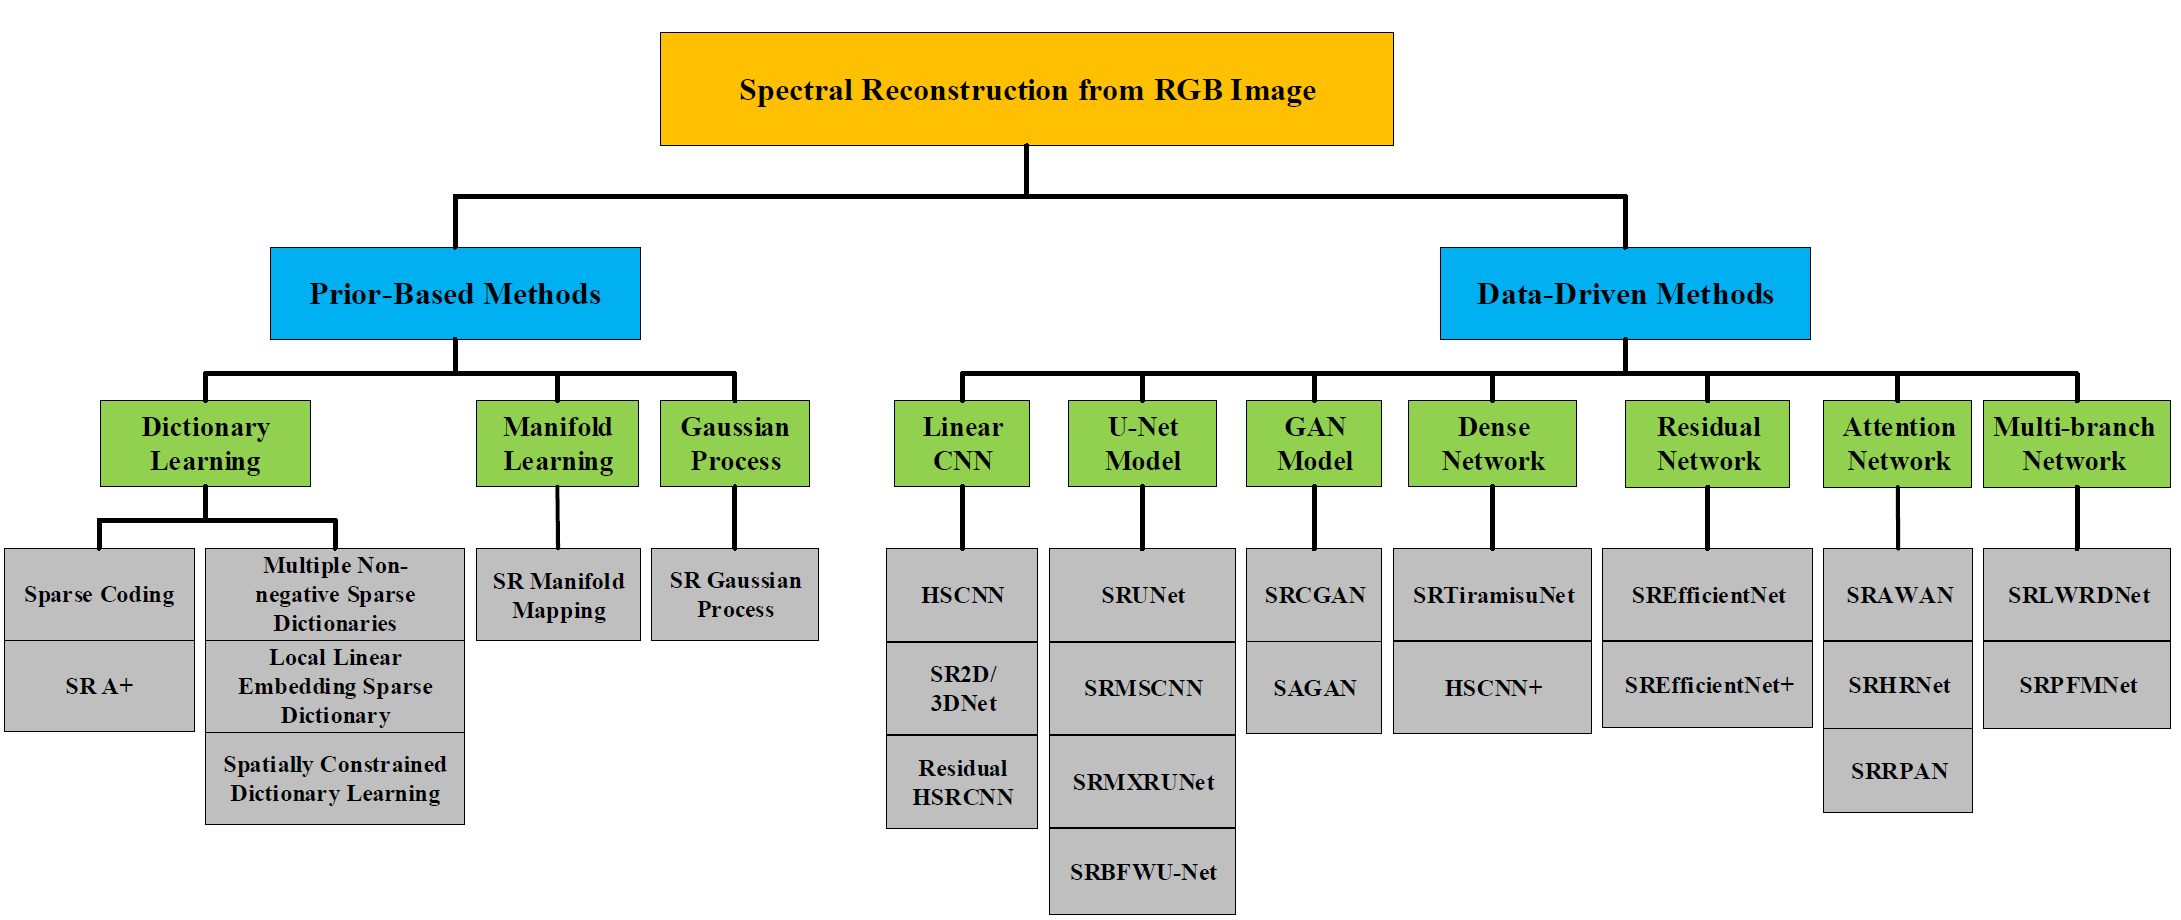 Spectral Reconstruction from RGB Image
Prior-Based Methods
Data-Driven Methods
Dictionary
Learning
Manifold
Learning
Gaussian
Process
Linear
CNN
U-Net
Model
GAN
Model
Dense
Network
Residual
Network
Attention
Network
Multi-branch
Network
Sparse Coding
SR A+
Multiple Non-
negative Sparse
Dictionaries
Local Linear
Embedding Sparse
Dictionary
Spatially Constrained
Dictionary Learning
SR Manifold
Mapping
SR Gaussian
Process
HSCNN
SR2D/
3DNet
Residual
HSRCNN
SRUNet
SRMSCNN
SRMXRUNet
SRBFWU-Net
SRCGAN
SAGAN
SRTiramisuNet
HSCNN+
SREfficientNet
SREfficientNet+
SRAWAN
SRHRNet
SRRPAN
SRLWRDNet
SRPFMNet